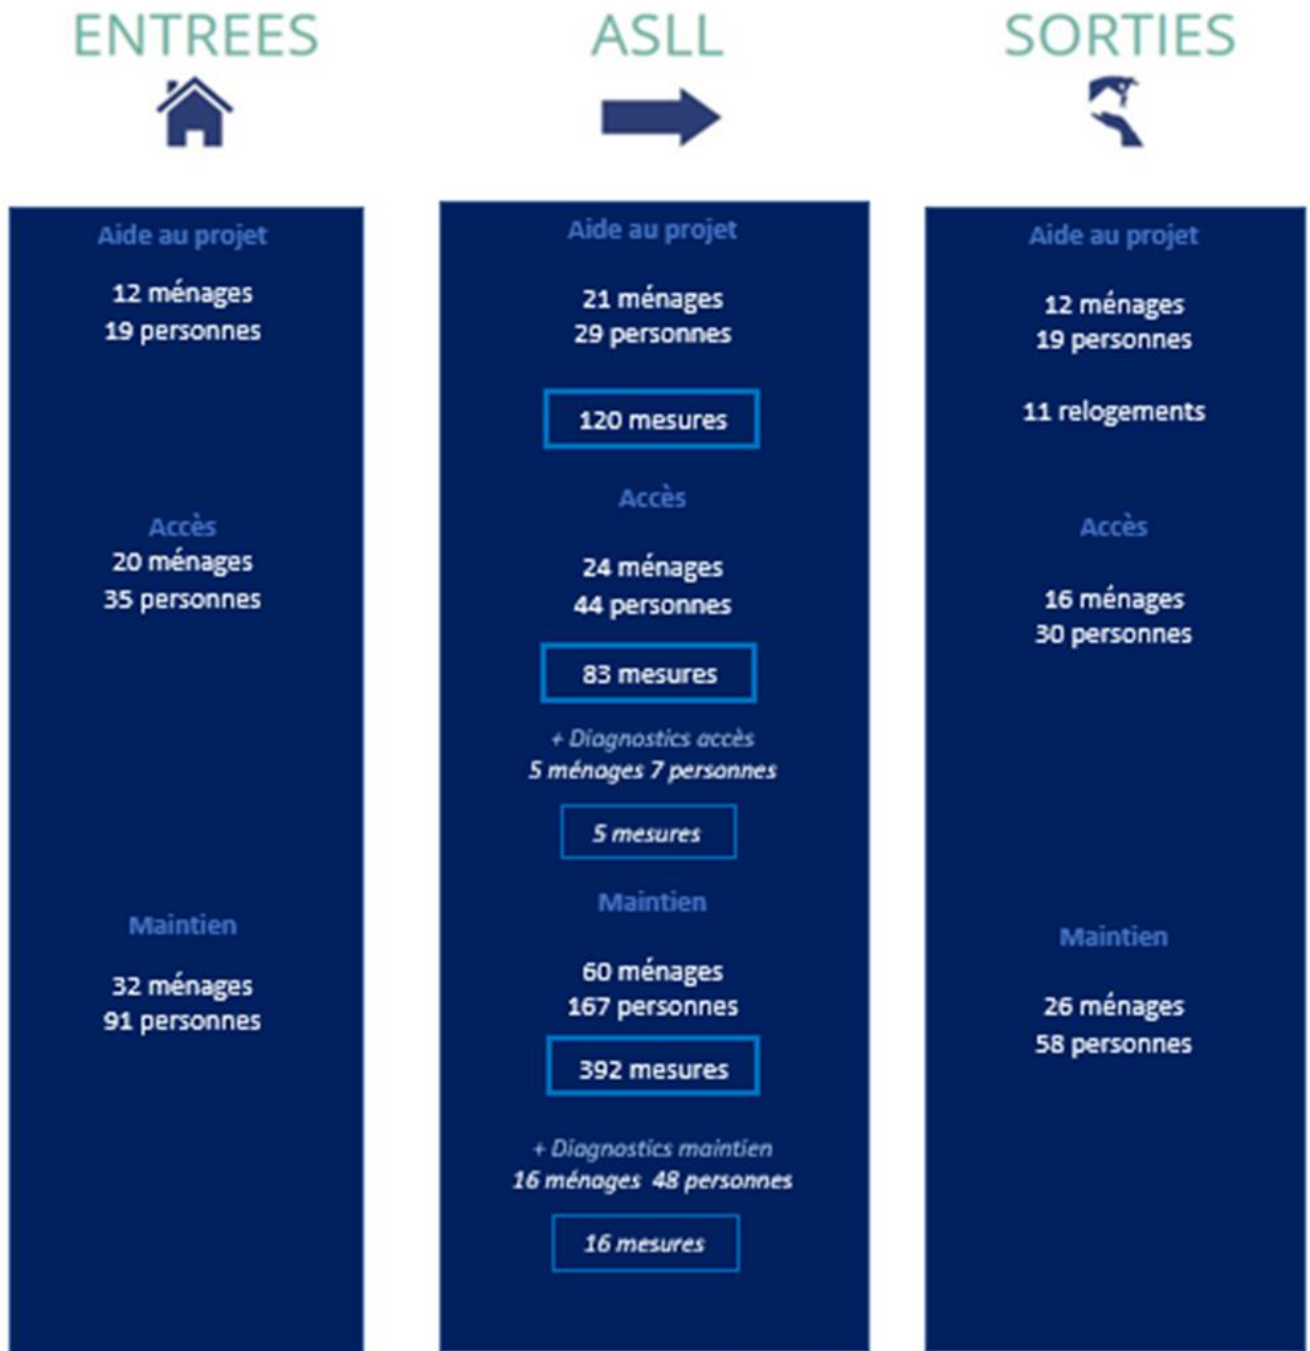 ENTREES
Aide au projet
12 ménages
19 personnes
Accès
20 ménages
35 personnes
Maintien
32 ménages
91 personnes
ASLL
Aide au projet
21 ménages
29 personnes
120 mesures
Accès
24 ménages
44 personnes
83 mesures
+ Diagnostics accès
5 ménages 7 personnes
5 mesures
Maintien
60 ménages
167 personnes
392 mesures
+ Diagnostics maintien
16 ménages 48 personnes
16 mesures
SORTIES
Aide au projet
12 ménages
19 personnes
11 relogements
Accès
16 ménages
30 personnes
Maintien
26 ménages
58 personnes